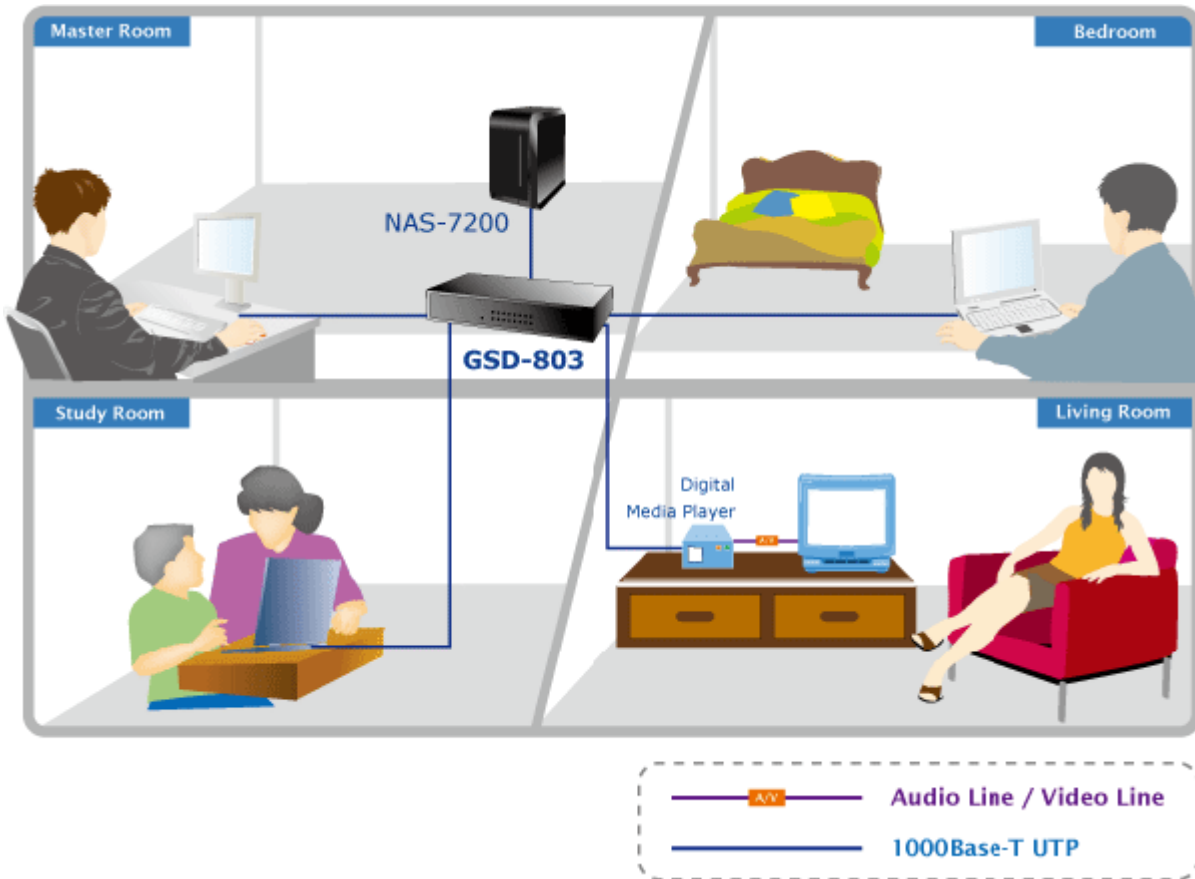 Master Room
Bedroom
NAS-7200
GSD-803
Study Room
Living Room
Digital
Media Player
A/V
A/V
Audio Line / Video Line
1000Base-T UTP